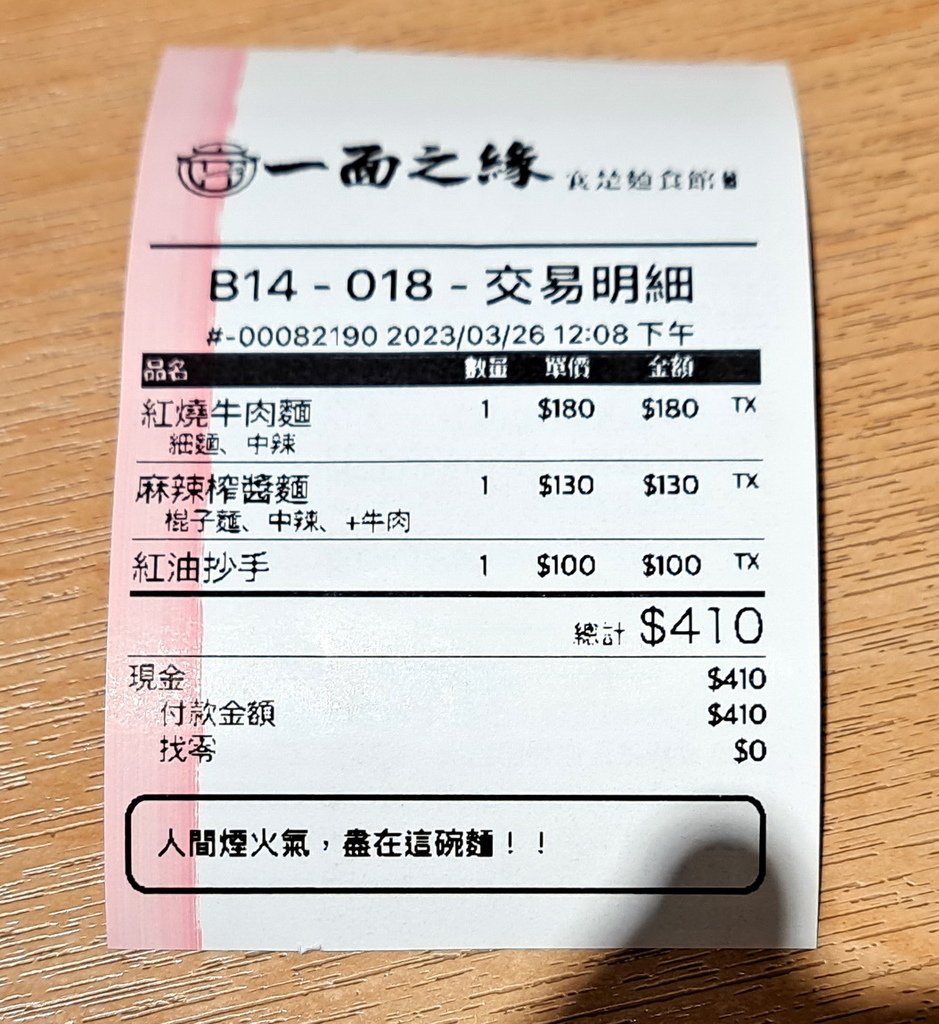 一面之緣 食館
B14 - 018 - 交易明細
#-00082190 2023/03/26 12:08 下午
品名 數量 單價 金額
紅燒牛肉麵 1 $180 $180 TX
細麵、中辣
麻辣榨醬麵 1 $130 $130 TX
棍子麵、中辣、+牛肉
紅油抄手 1 $100 $100 TX
總計 $410
現金 $410
付款金額 $410
找零 $0
人間煙火氣，盡在這碗麵！！